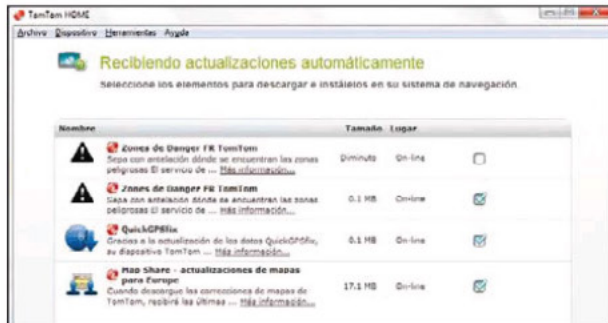 TomTom HOME
Archivo Dispositivo Herramientas Ayuda
Recibiendo actualizaciones automáticamente
Seleccione los elementos para descargar e instálelos en su sistema de navegación
Nombre Tamaño Lugar
Zones de Danger FR TomTom
Sepa con antelación dónde se encuentran las zonas Diminuto On-line
peligrosas El servicio de ... Más información...
Zones de Danger FR TomTom
Sepa con antelación dónde se encuentran las zonas 0.1 MB On-line
peligrosas El servicio de ... Más información...
QuickGPSfix
Gracias a la actualización de los datos QuickGPSfix, 0.1 MB On-line
su dispositivo TomTom ... Más información...
Map Share - actualizaciones de mapas
para Europe
Cuando descargue las correcciones de mapas de 17.1 MB On-line
TomTom, recibirá las últimas ... Más información...